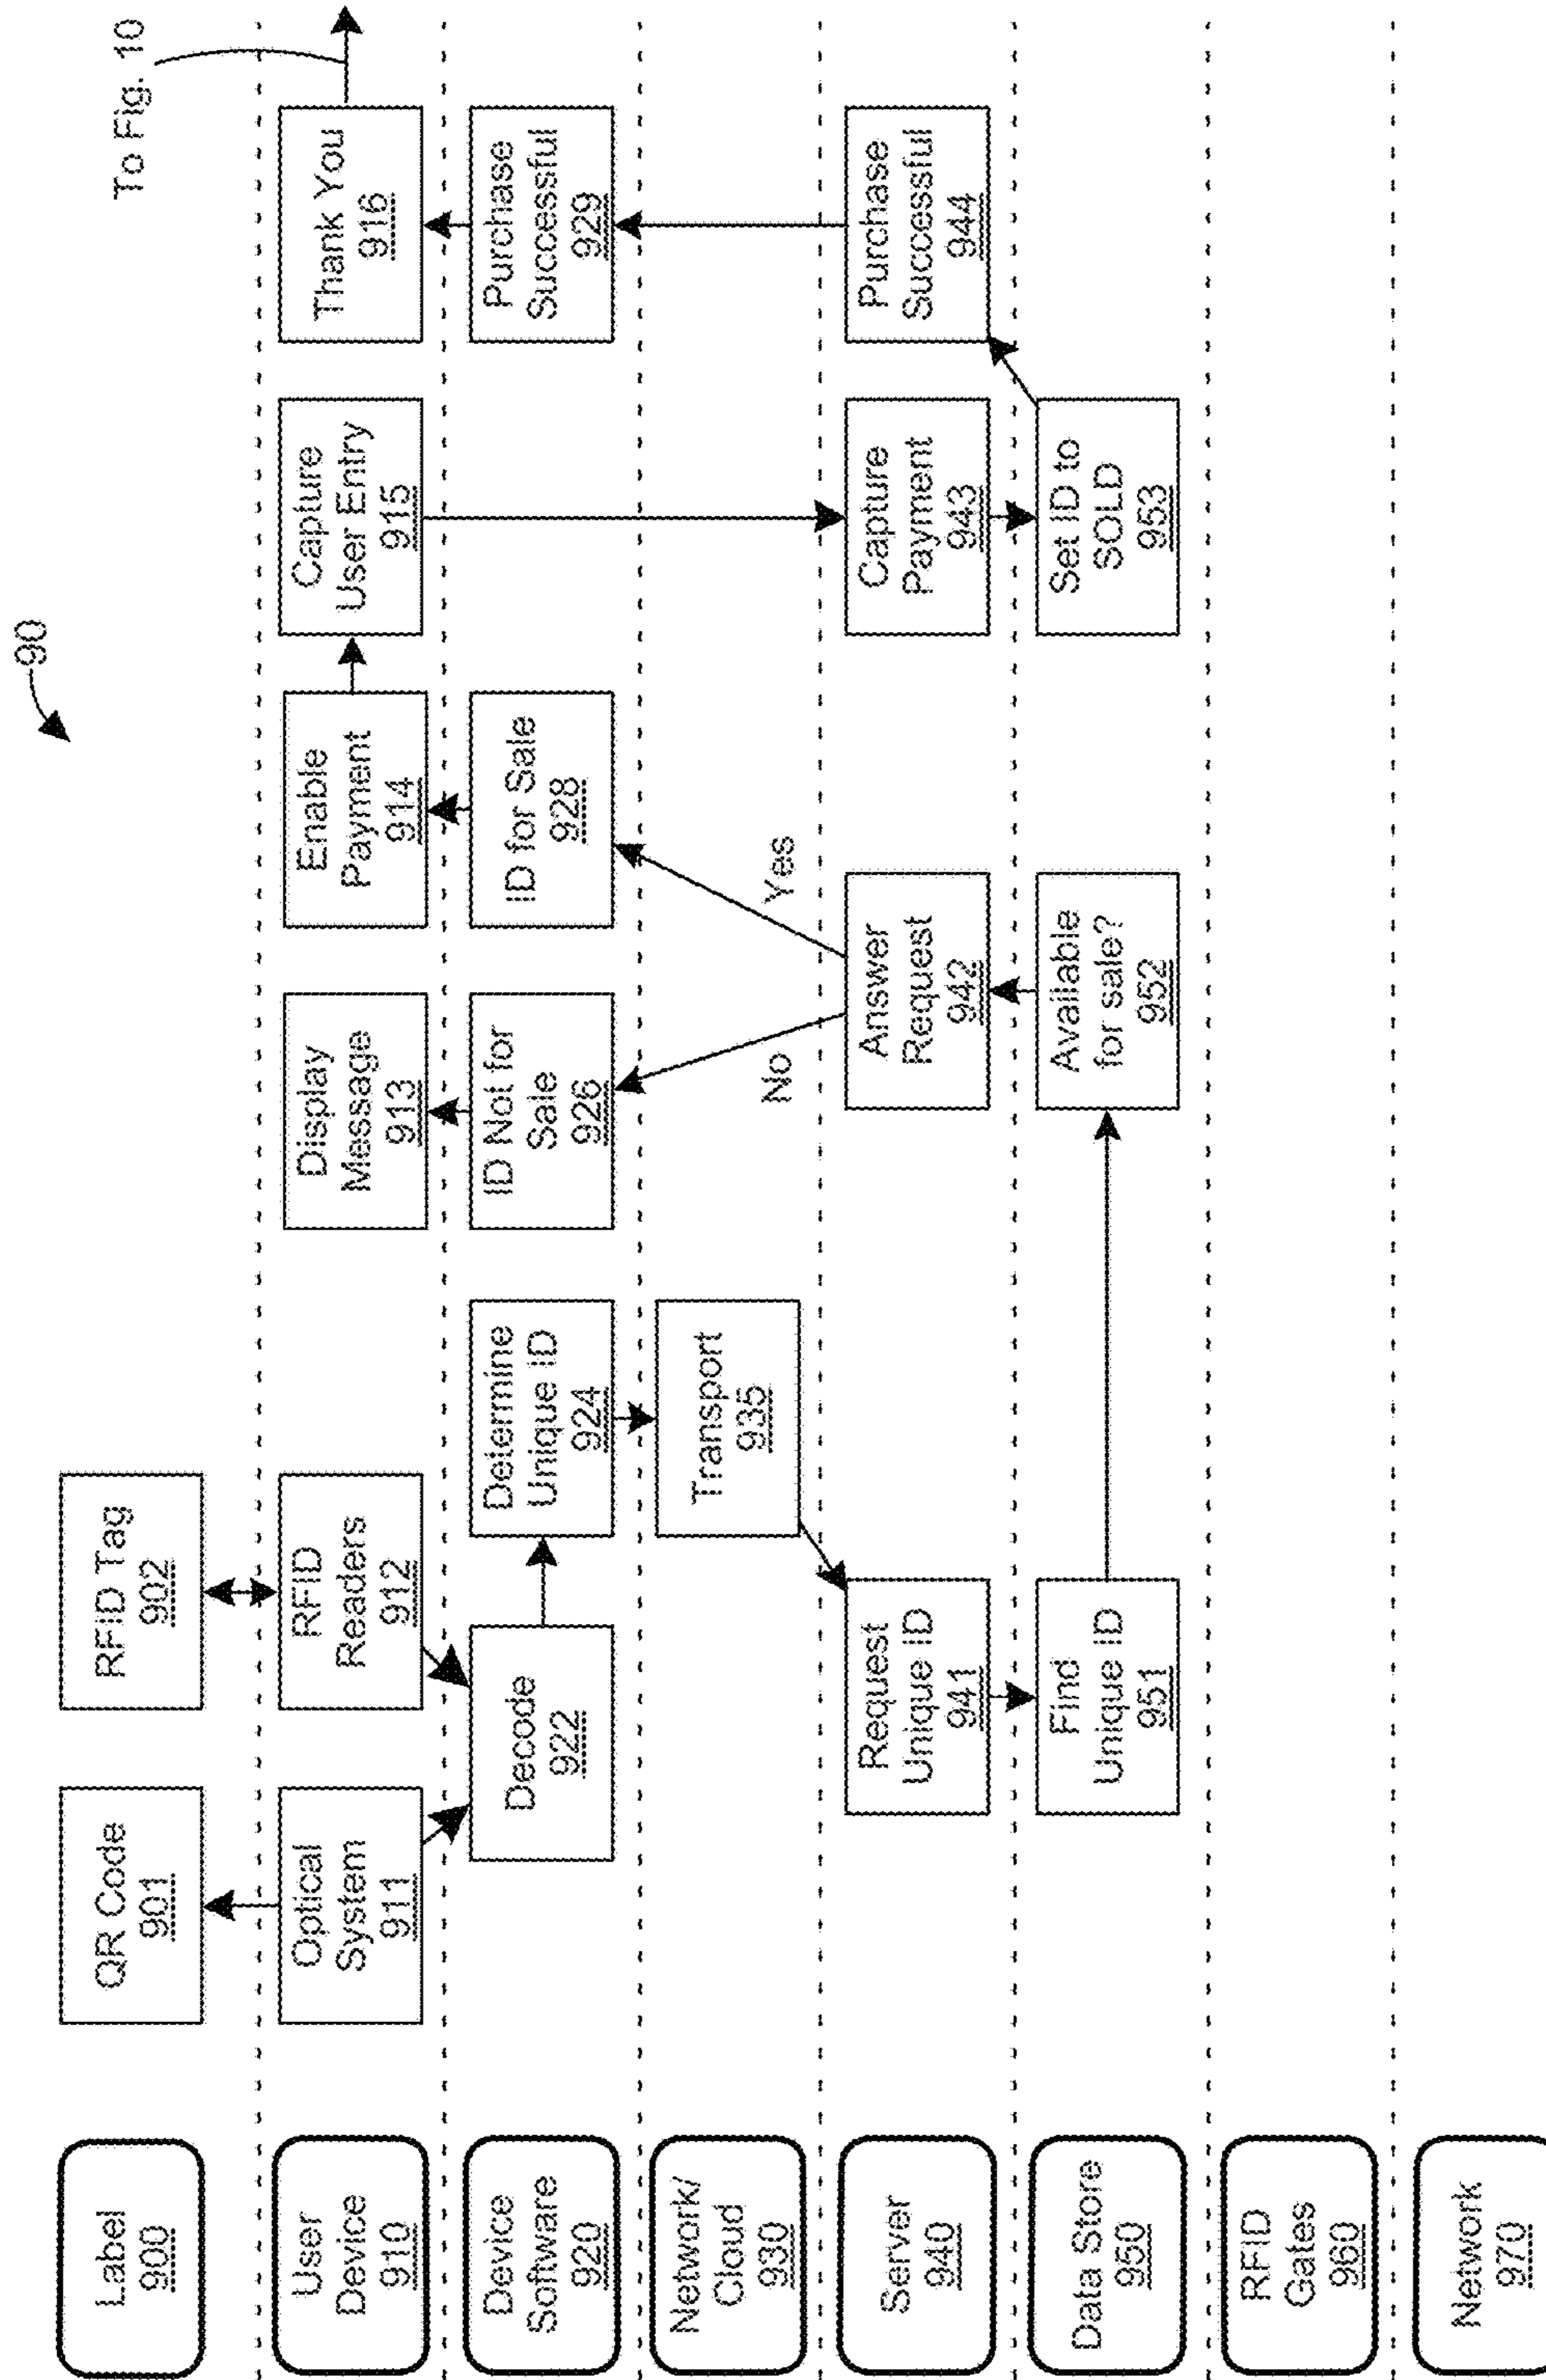 90
To Fig. 10
Label
900
QR Code
901
RFID Tag
902
User
Device
910
Optical
System
911
RFID
Readers
912
Display
Message
913
Enable
Payment
914
Capture
User Entry
915
Thank You
916
Device
Software
920
Decode
922
Determine
Unique ID
924
ID Not for
Sale
926
ID for Sale
928
Purchase
Successful
929
Network/
Cloud
930
Transport
935
No
Yes
Server
940
Request
Unique ID
941
Answer
Request
942
Capture
Payment
943
Purchase
Successful
944
Data Store
950
Find
Unique ID
951
Available
for sale?
952
Set ID to
SOLD
953
RFID
Gates
960
Network
970